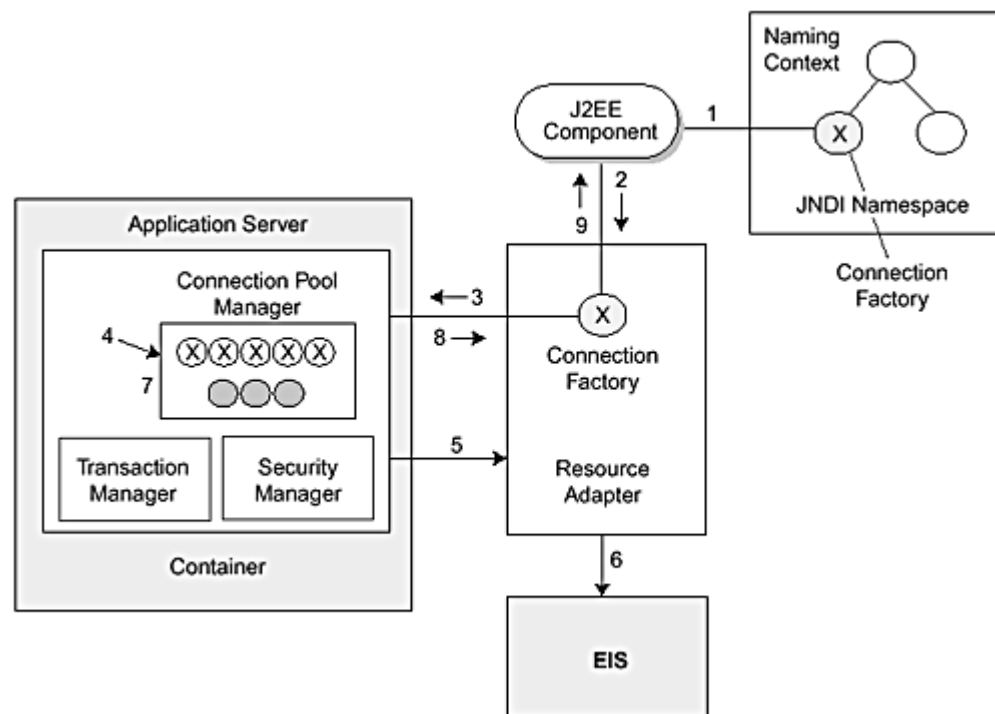 Naming
Context
J2EE
Component
1
X
JNDI Namespace
Connection
Factory
2
9
Application Server
Connection Pool
Manager
3
8
4
X X X X X
7
X
Connection
Factory
Transaction
Manager
Security
Manager
5
Resource
Adapter
Container
6
EIS